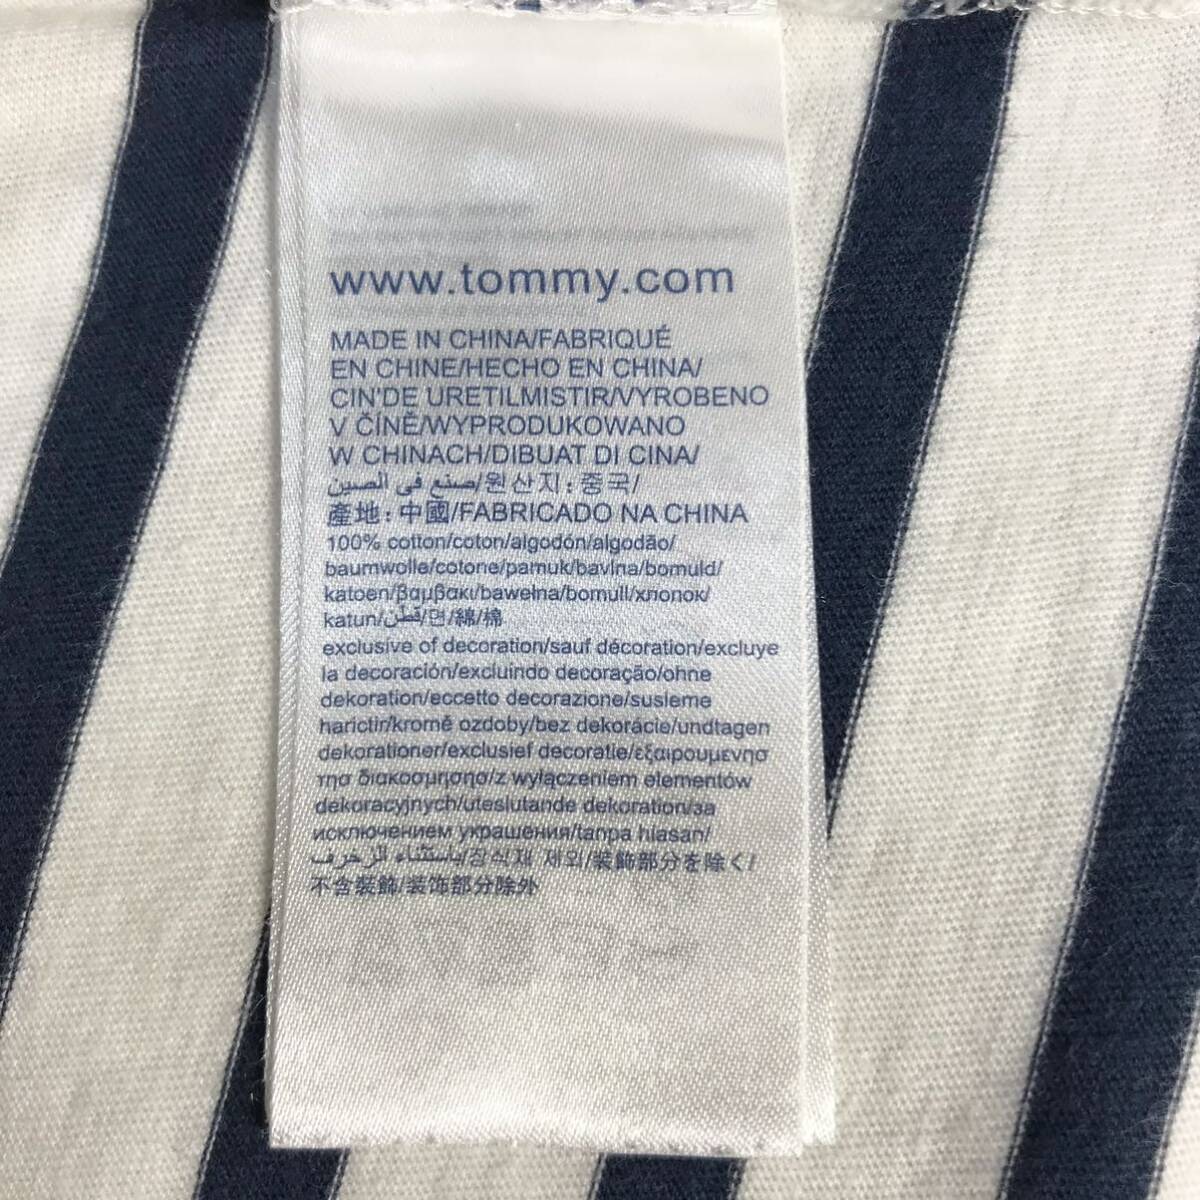 www.tommy.com
MADE IN CHINA/FABRIQUÉ
EN CHINE/HECHO EN CHINA/
CIN'DE URETILMISTIR/VYROBENO
V ČÍNĚ/WYPRODUKOWANO
W CHINACH/DIBUAT DI CINA/
صنع في الصين/원산지: 중국/
產地: 中國/FABRICADO NA CHINA
100% cotton/coton/algodón/algodão/
baumwolle/cotone/pamuk/bavlna/bomuld/
katoen/βαμβακι/bawełna/bomull/хлопок/
katun/قطن/면/綿/棉
exclusive of decoration/sauf décoration/excluye
la decoración/excluindo decoração/ohne
dekoration/eccetto decorazione/susleme
harictir/kromě ozdoby/bez dekorácie/undtagen
dekorationer/exclusief decoratie/εξαιρουμενησ
τησ διακοσμησησ/z wyłączeniem elementów
dekoracyjnych/uteslutande dekoration/за
исключением украшения/tanpa hiasan/
باستثناء الزخرف/장식재 제외/装飾部分を除く/
不含裝飾/装饰部分除外